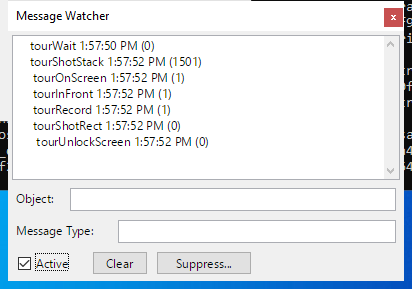 Message Watcher
tourWait 1:57:50 PM (0)
tourShotStack 1:57:52 PM (1501)
tourOnScreen 1:57:52 PM (1)
tourInFront 1:57:52 PM (1)
tourRecord 1:57:52 PM (1)
tourShotRect 1:57:52 PM (0)
tourUnlockScreen 1:57:52 PM (0)
Object:
Message Type:
Active
Clear
Suppress...